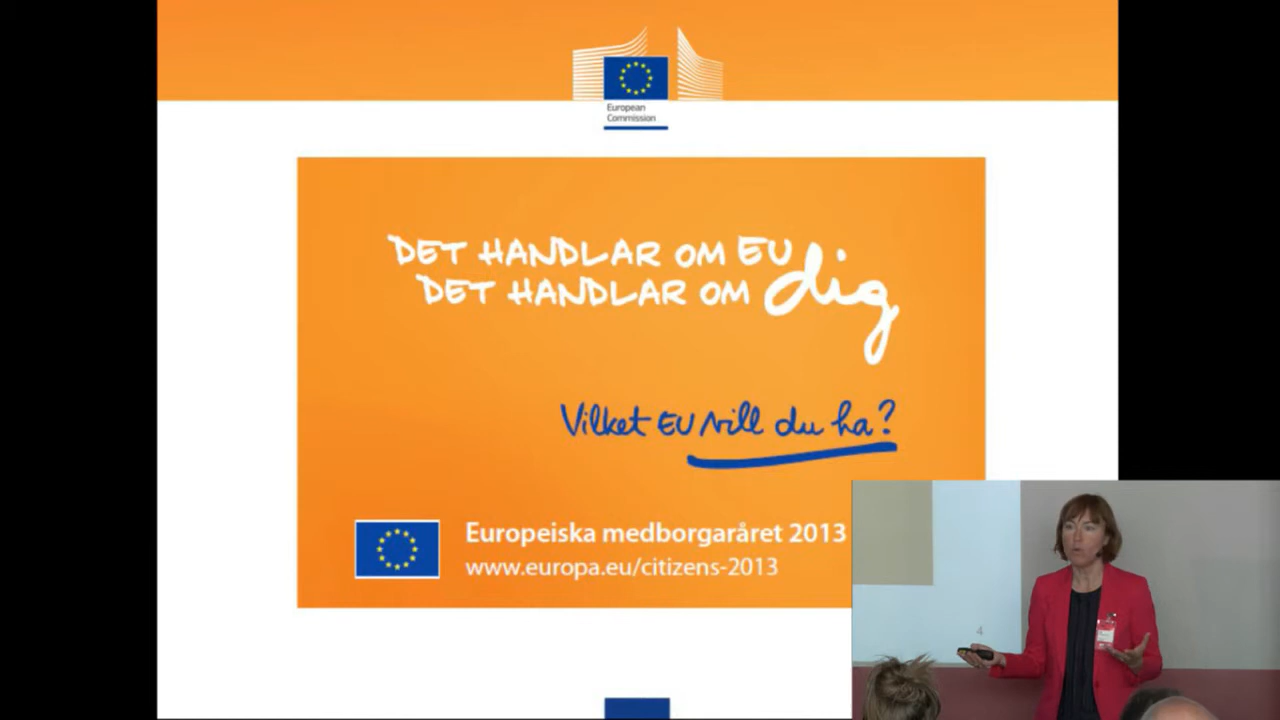 European
Commission
DET HANDLAR OM EU
DET HANDLAR OM dig
Vilket EU vill du ha?
Europeiska medborgaråret 2013
www.europa.eu/citizens-2013
4